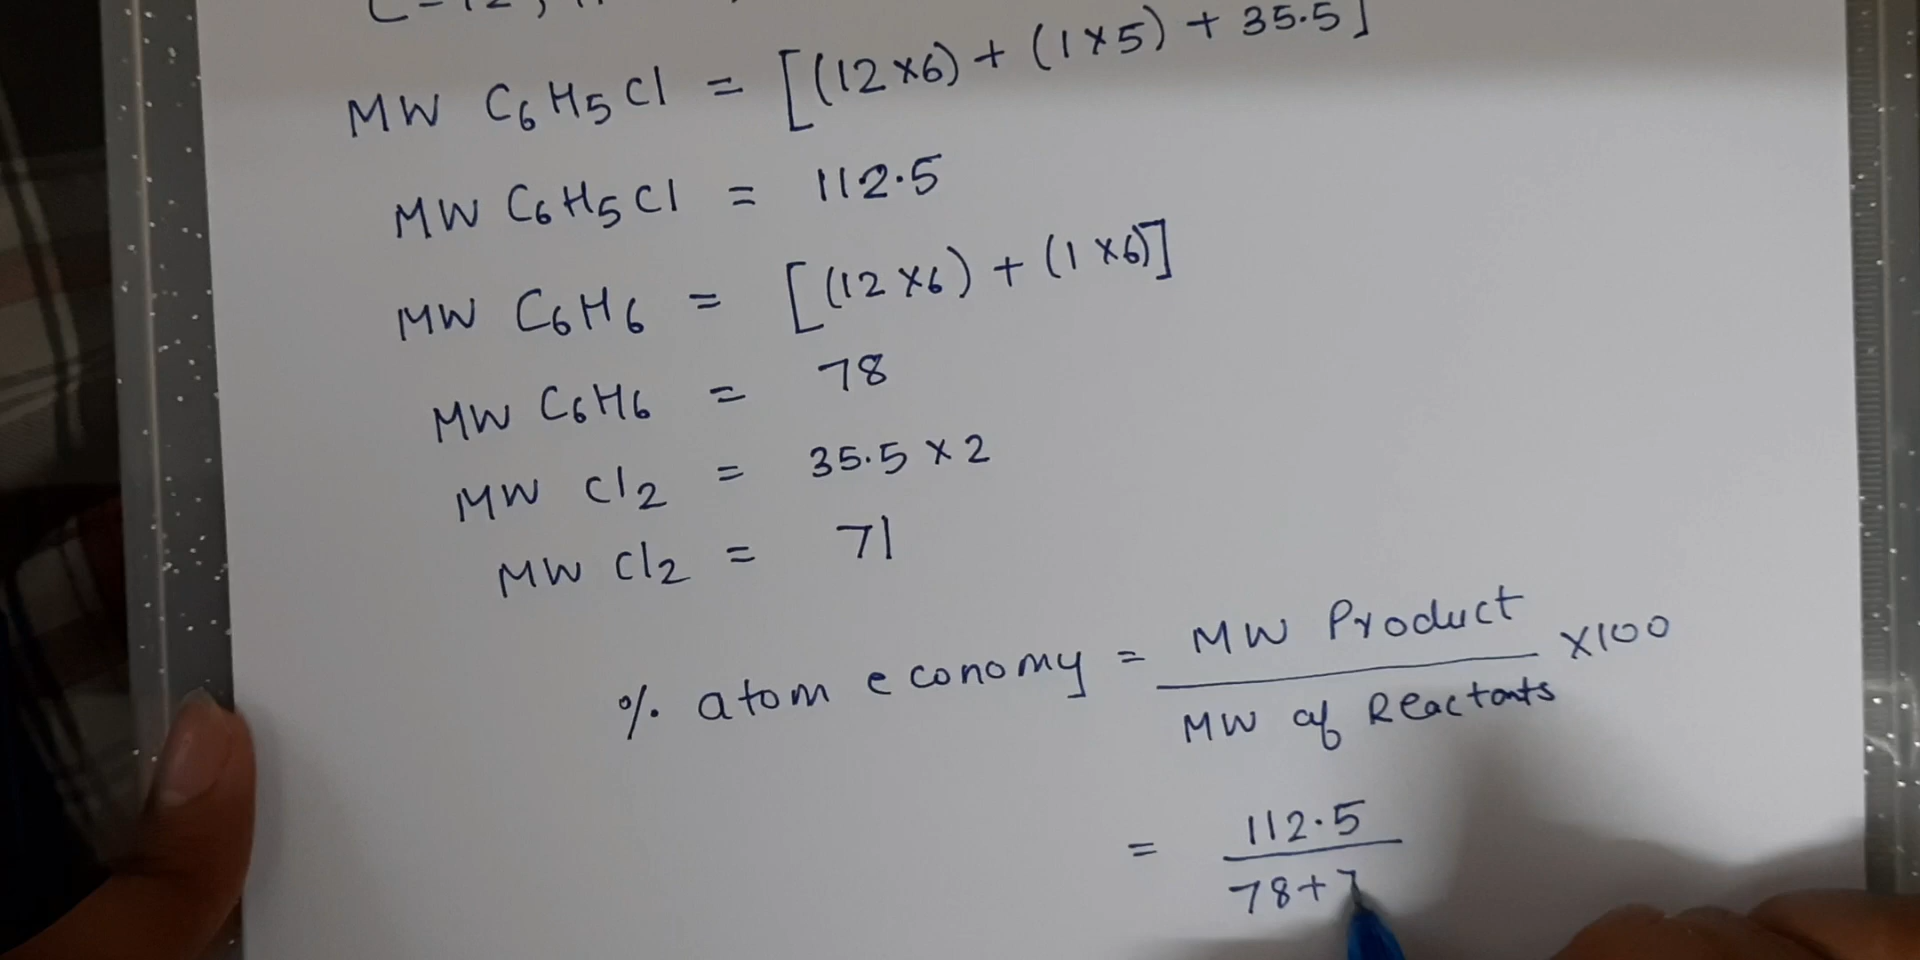 C=12,
MW C6H5Cl = [(12×6) + (1×5) + 35.5]
MW C6H5Cl = 112.5
MW C6H6 = [(12×6) + (1×6)]
MW C6H6 = 78
MW Cl2 = 35.5×2
MW Cl2 = 71
% atom economy = MW Product ×100
MW of Reactants
= 112.5
78+7